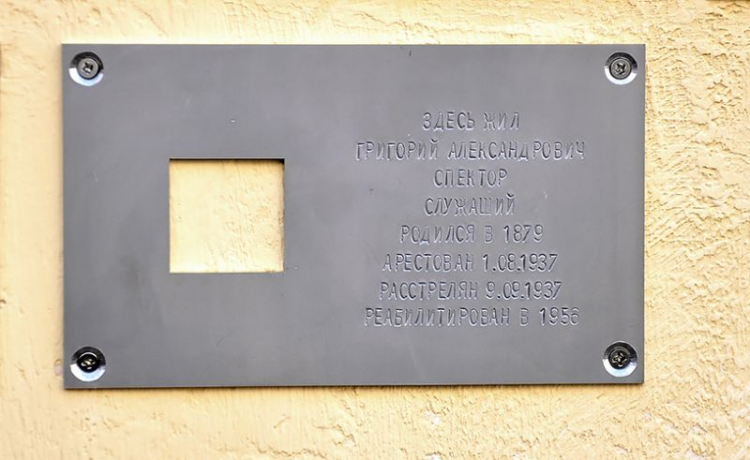 ЗДЕСЬ ЖИЛ
ГРИГОРИЙ АЛЕКСАНДРОВИЧ
СПЕКТОР
СЛУЖАЩИЙ
РОДИЛСЯ В 1879
АРЕСТОВАН 1.08.1937
РАССТРЕЛЯН 9.09.1937
РЕАБИЛИТИРОВАН В 1956